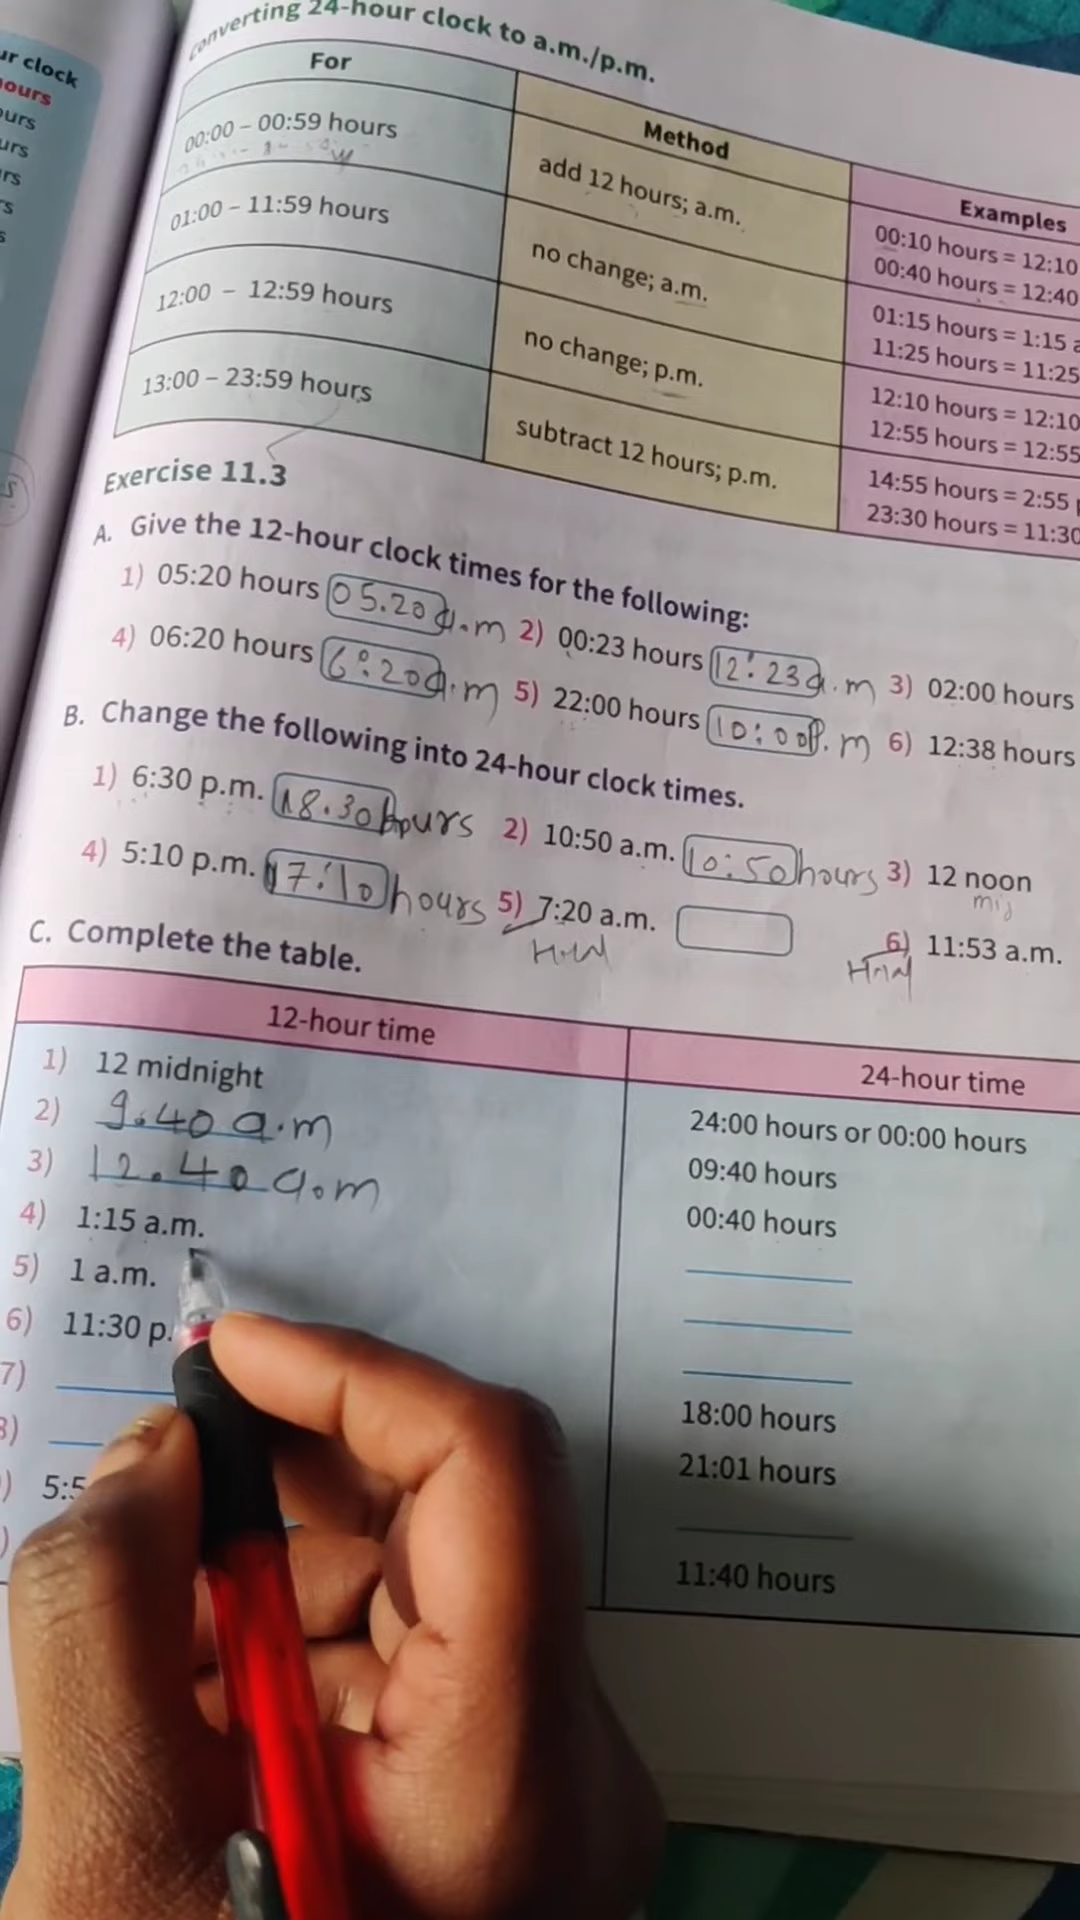 ur clock
ours
ours
urs
rs
Converting 24-hour clock to a.m./p.m.
For
Method
Examples
00:00 – 00:59 hours
add 12 hours; a.m.
00:10 hours = 12:10
00:40 hours = 12:40
01:00 – 11:59 hours
no change; a.m.
01:15 hours = 1:15 a
11:25 hours = 11:25
12:00 – 12:59 hours
no change; p.m.
12:10 hours = 12:10
12:55 hours = 12:55
13:00 – 23:59 hours
subtract 12 hours; p.m.
14:55 hours = 2:55
23:30 hours = 11:30
Exercise 11.3
A. Give the 12-hour clock times for the following:
1) 05:20 hours 05.20 a.m 2) 00:23 hours 12:23 a.m 3) 02:00 hours
4) 06:20 hours 6:20 a.m 5) 22:00 hours 10:00 P.m 6) 12:38 hours
B. Change the following into 24-hour clock times.
1) 6:30 p.m. 18.30 hours 2) 10:50 a.m. 10:50 hours 3) 12 noon
4) 5:10 p.m. 17:10 hours 5) 7:20 a.m. 6) 11:53 a.m.
C. Complete the table.
12-hour time
24-hour time
1) 12 midnight
24:00 hours or 00:00 hours
2) 9.40 a.m
09:40 hours
3) 12.40 a.m
00:40 hours
4) 1:15 a.m.
5) 1 a.m.
6) 11:30 p.
7)
18:00 hours
21:01 hours
5:5
11:40 hours